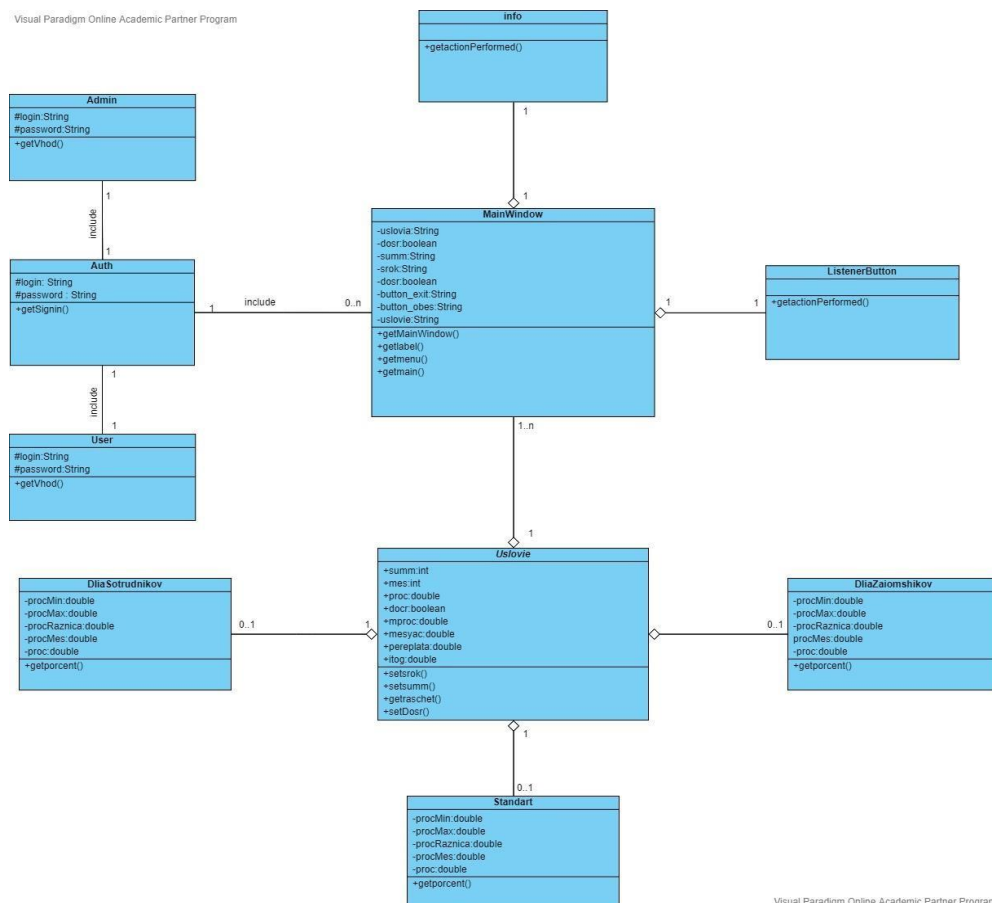 Visual Paradigm Online Academic Partner Program
info
+getactionPerformed()
1
1
Admin
#login:String
#password:String
+getVhod()
1
include
1
Auth
#login: String
#password : String
+getSignin()
1
include
0..n
1
include
1
User
#login:String
#password:String
+getVhod()
MainWindow
-uslovia:String
-dosr:boolean
-summ:String
-srok:String
-dosr:boolean
-button_exit:String
-button_obes:String
-uslovie:String
+getMainWindow()
+getlabel()
+getmenu()
+getmain()
1
1
ListenerButton
+getactionPerformed()
1..n
1
Uslovie
+summ:int
+mes:int
+proc:double
+docr:boolean
+mproc:double
+mesyac:double
+pereplata:double
+itog:double
+setsrok()
+setsumm()
+getraschet()
+setDosr()
DliaSotrudnikov
-procMin:double
-procMax:double
-procRaznica:double
-procMes:double
-proc:double
+getporcent()
0..1
1
DliaZaiomshikov
-procMin:double
-procMax:double
-procRaznica:double
procMes:double
-proc:double
+getporcent()
0..1
1
0..1
Standart
-procMin:double
-procMax:double
-procRaznica:double
-procMes:double
-proc:double
+getporcent()
Visual Paradigm Online Academic Partner Program